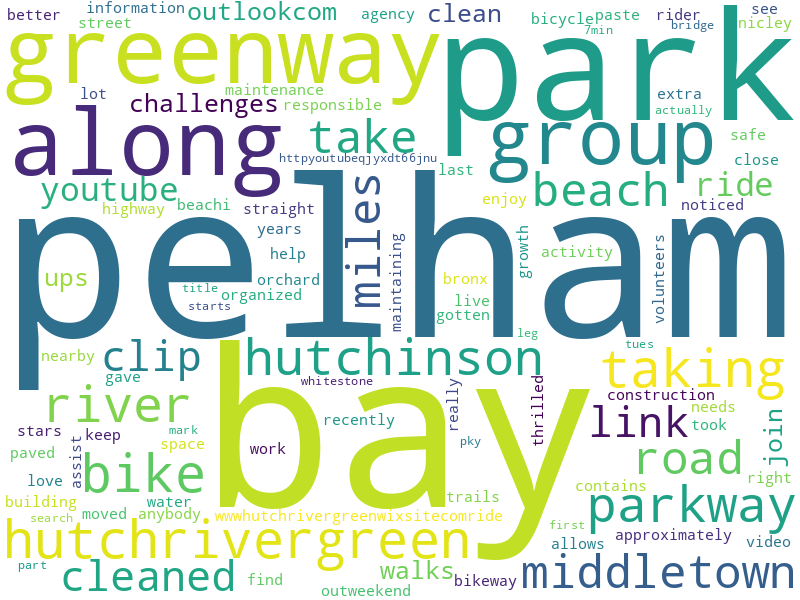 better
information
outlookcom
agency
clean
bicycle
paste
rider
see
street
7min
bridge
nicley
greenway
park
lot
maintenance
extra
challenges
responsible
actually
along
take
group
safe
httpyoutubeqjyxdt66jnu
last
close
youtube
miles
beach
ride
highway
beachi
straight
enjoy
noticed
pelham
years
help
maintaining
growth
activity
volunteers
ups
orchard
bronx
title
organized
live
starts
gotten
leg
tues
nearby
clip
hutchinson
taking
gave
whitestone
thrilled
construction
river
bay
stars
keep
mark
recently
really
link
needs
took
join
paved
assist
space
work
pky
road
love
bike
contains
right
building
water
trails
parkway
search
moved
anybody
wwwhutchrivergreenwixsitecomride
first
approximately
hutchrivergreen
allows
video
part
cleaned
find
walks
bikeway
middletown
outweekend